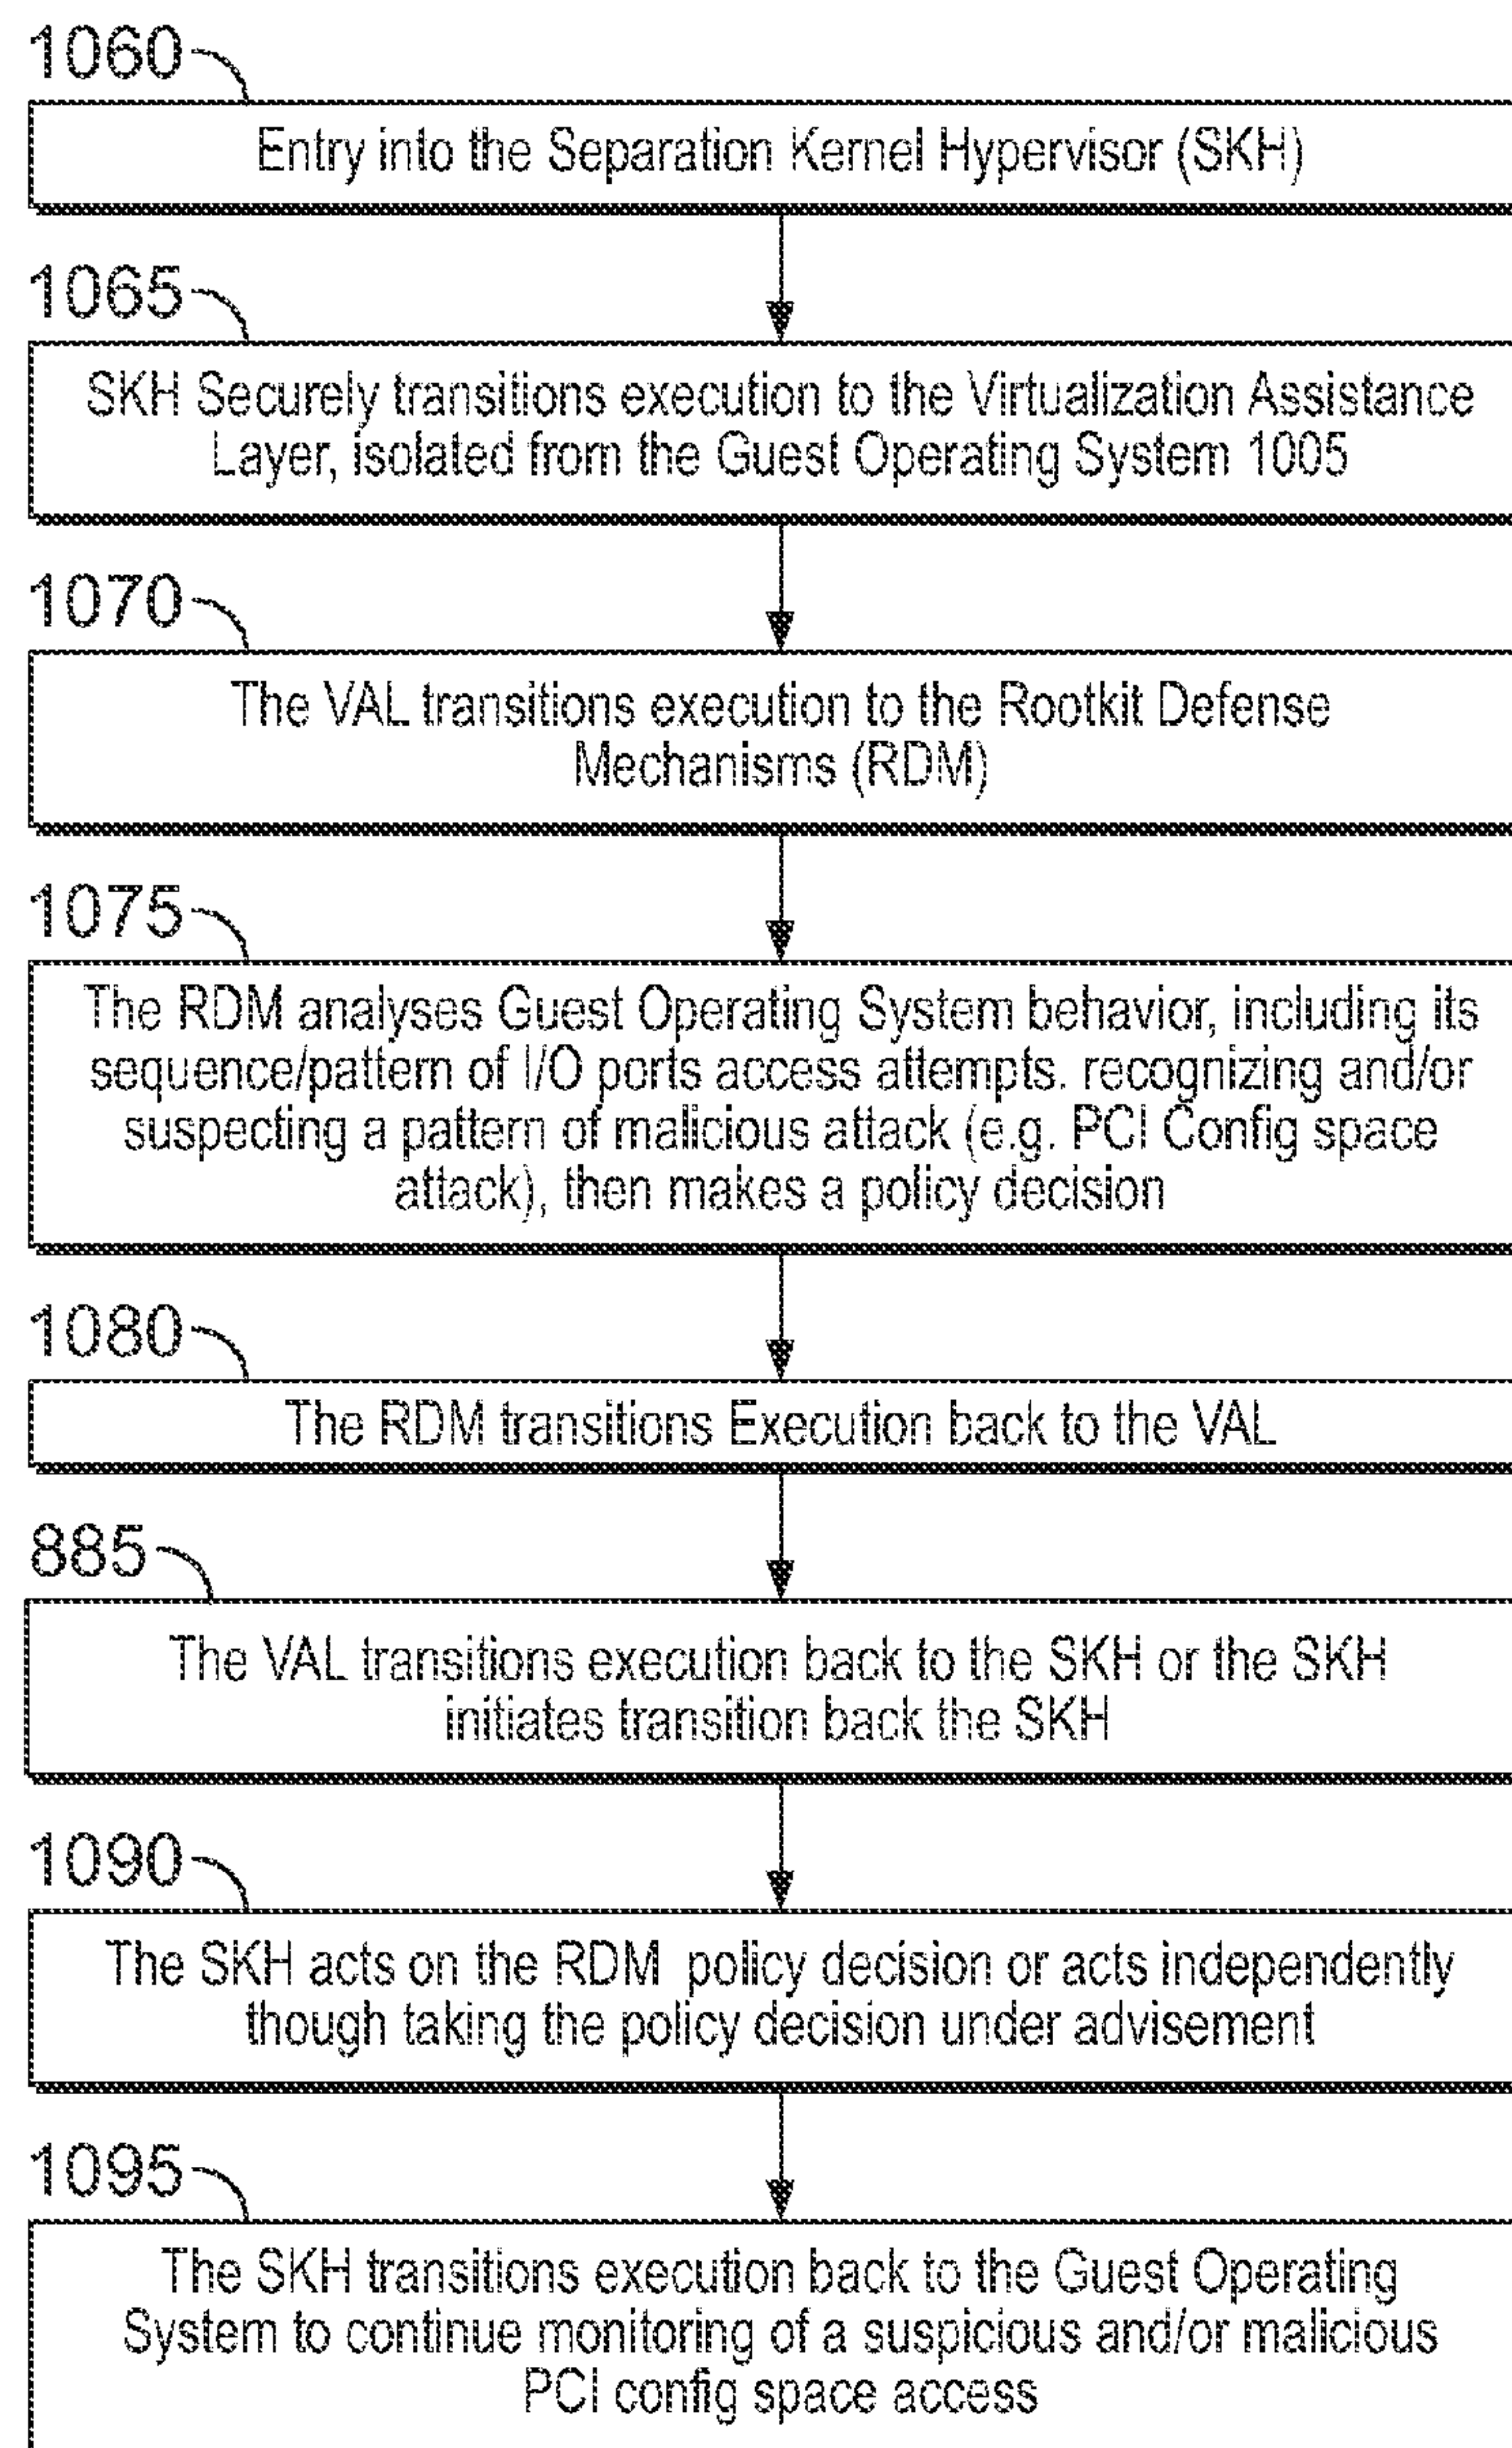 1060
Entry into the Separation Kernel Hypervisor (SKH)
1065
SKH Securely transitions execution to the Virtualization Assistance
Layer, isolated from the Guest Operating System 1005
1070
The VAL transitions execution to the Rootkit Defense
Mechanisms (RDM)
1075
The RDM analyses Guest Operating System behavior, including its
sequence/pattern of I/O ports access attempts. recognizing and/or
suspecting a pattern of malicious attack (e.g. PCI Config space
attack), then makes a policy decision
1080
The RDM transitions Execution back to the VAL
885
The VAL transitions execution back to the SKH or the SKH
initiates transition back the SKH
1090
The SKH acts on the RDM policy decision or acts independently
though taking the policy decision under advisement
1095
The SKH transitions execution back to the Guest Operating
System to continue monitoring of a suspicious and/or malicious
PCI config space access